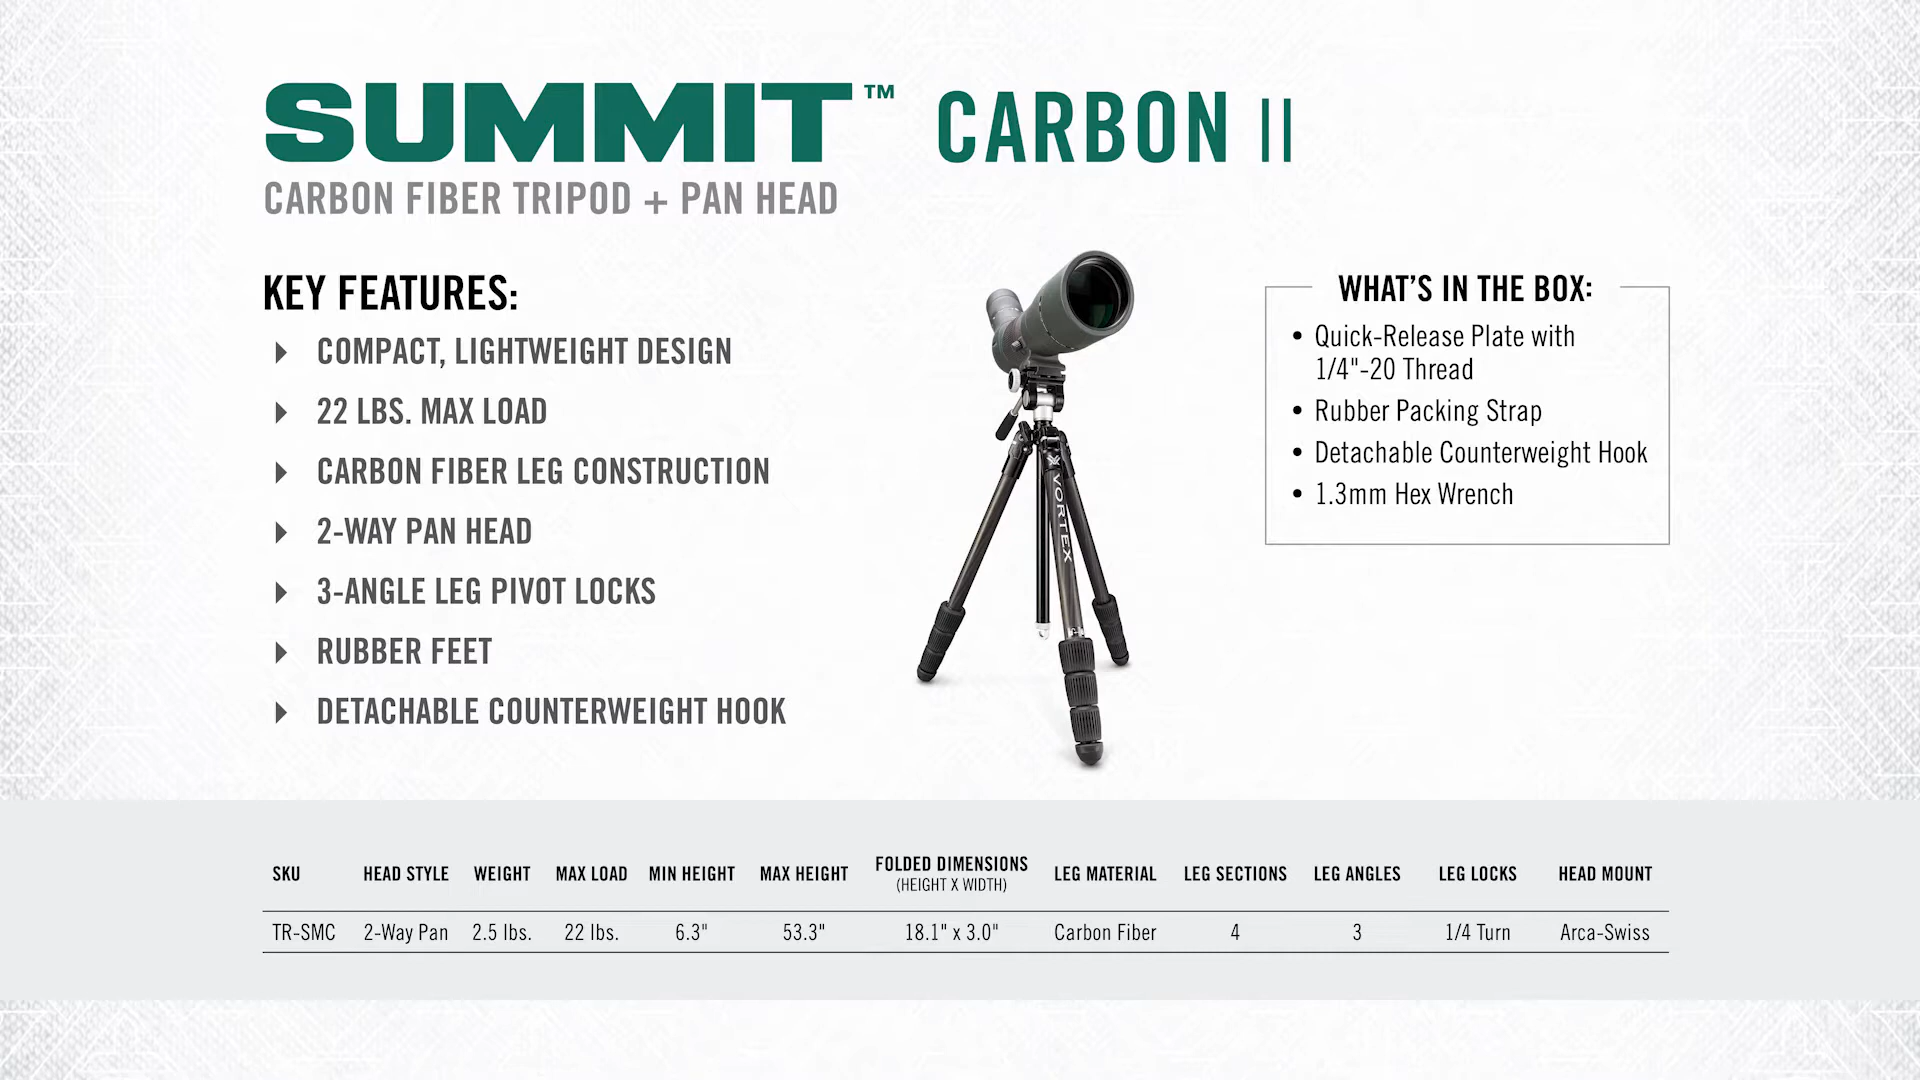 SUMMIT™ CARBON II
CARBON FIBER TRIPOD + PAN HEAD
KEY FEATURES:
COMPACT, LIGHTWEIGHT DESIGN
22 LBS. MAX LOAD
CARBON FIBER LEG CONSTRUCTION
2-WAY PAN HEAD
3-ANGLE LEG PIVOT LOCKS
RUBBER FEET
DETACHABLE COUNTERWEIGHT HOOK
VORTEX
WHAT'S IN THE BOX:
• Quick-Release Plate with
1/4"-20 Thread
• Rubber Packing Strap
• Detachable Counterweight Hook
• 1.3mm Hex Wrench
SKU HEAD STYLE WEIGHT MAX LOAD MIN HEIGHT MAX HEIGHT FOLDED DIMENSIONS (HEIGHT X WIDTH) LEG MATERIAL LEG SECTIONS LEG ANGLES LEG LOCKS HEAD MOUNT
TR-SMC 2-Way Pan 2.5 lbs. 22 lbs. 6.3" 53.3" 18.1" x 3.0" Carbon Fiber 4 3 1/4 Turn Arca-Swiss